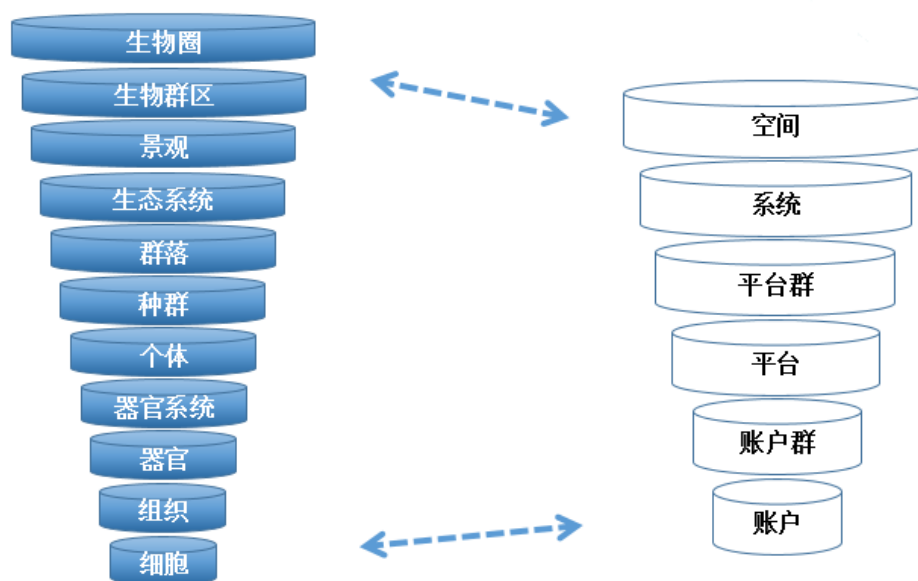 生物圈
生物群区
景观
生态系统
群落
种群
个体
器官系统
器官
组织
细胞
空间
系统
平台群
平台
账户群
账户